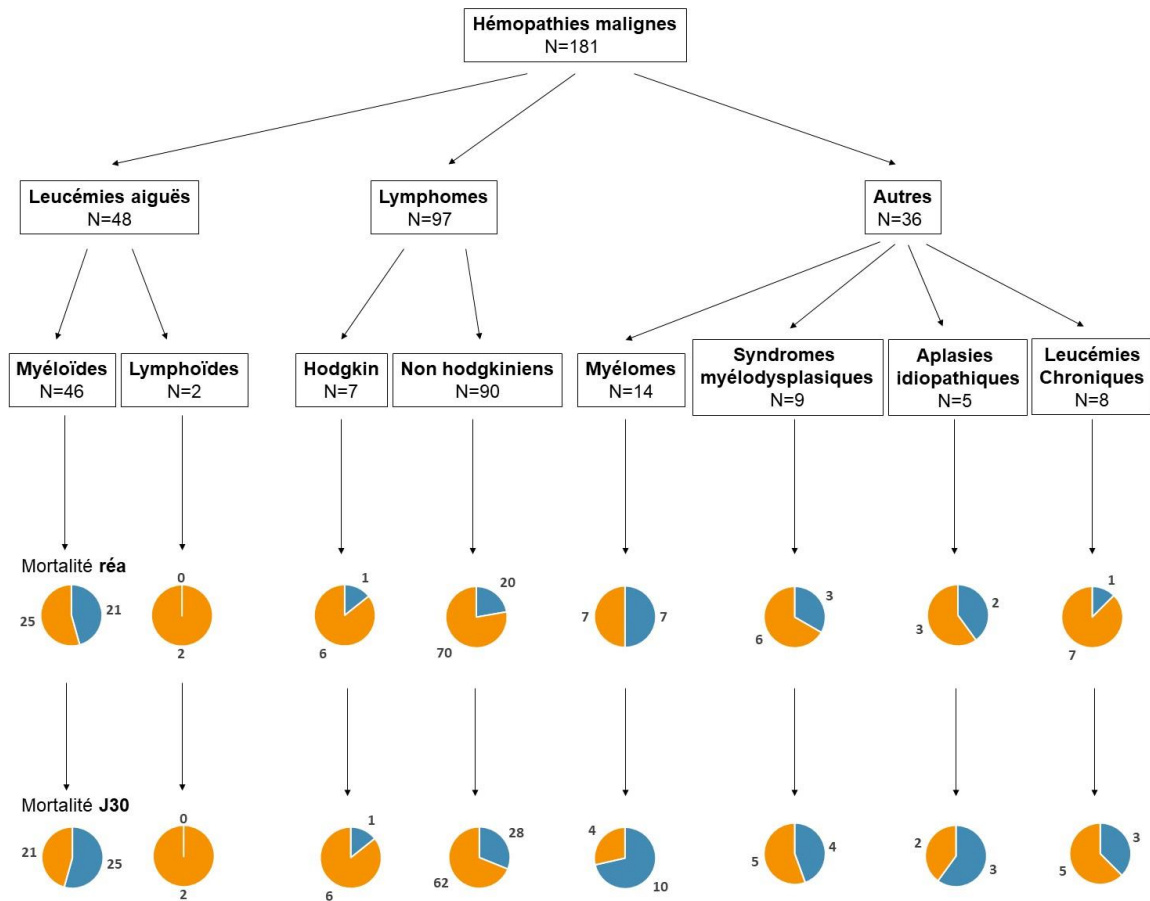 Hémopathies malignes
N=181
Leucémies aiguës
N=48
Lymphomes
N=97
Autres
N=36
Myéloïdes
N=46
Lymphoïdes
N=2
Hodgkin
N=7
Non hodgkiniens
N=90
Myélomes
N=14
Syndromes
myélodysplasiques
N=9
Aplasies
idiopathiques
N=5
Leucémies
Chroniques
N=8
Mortalité réa
25
21
0
2
1
6
20
70
7
7
3
6
2
3
1
7
Mortalité J30
21
25
0
2
1
6
28
62
4
10
4
5
2
3
3
5